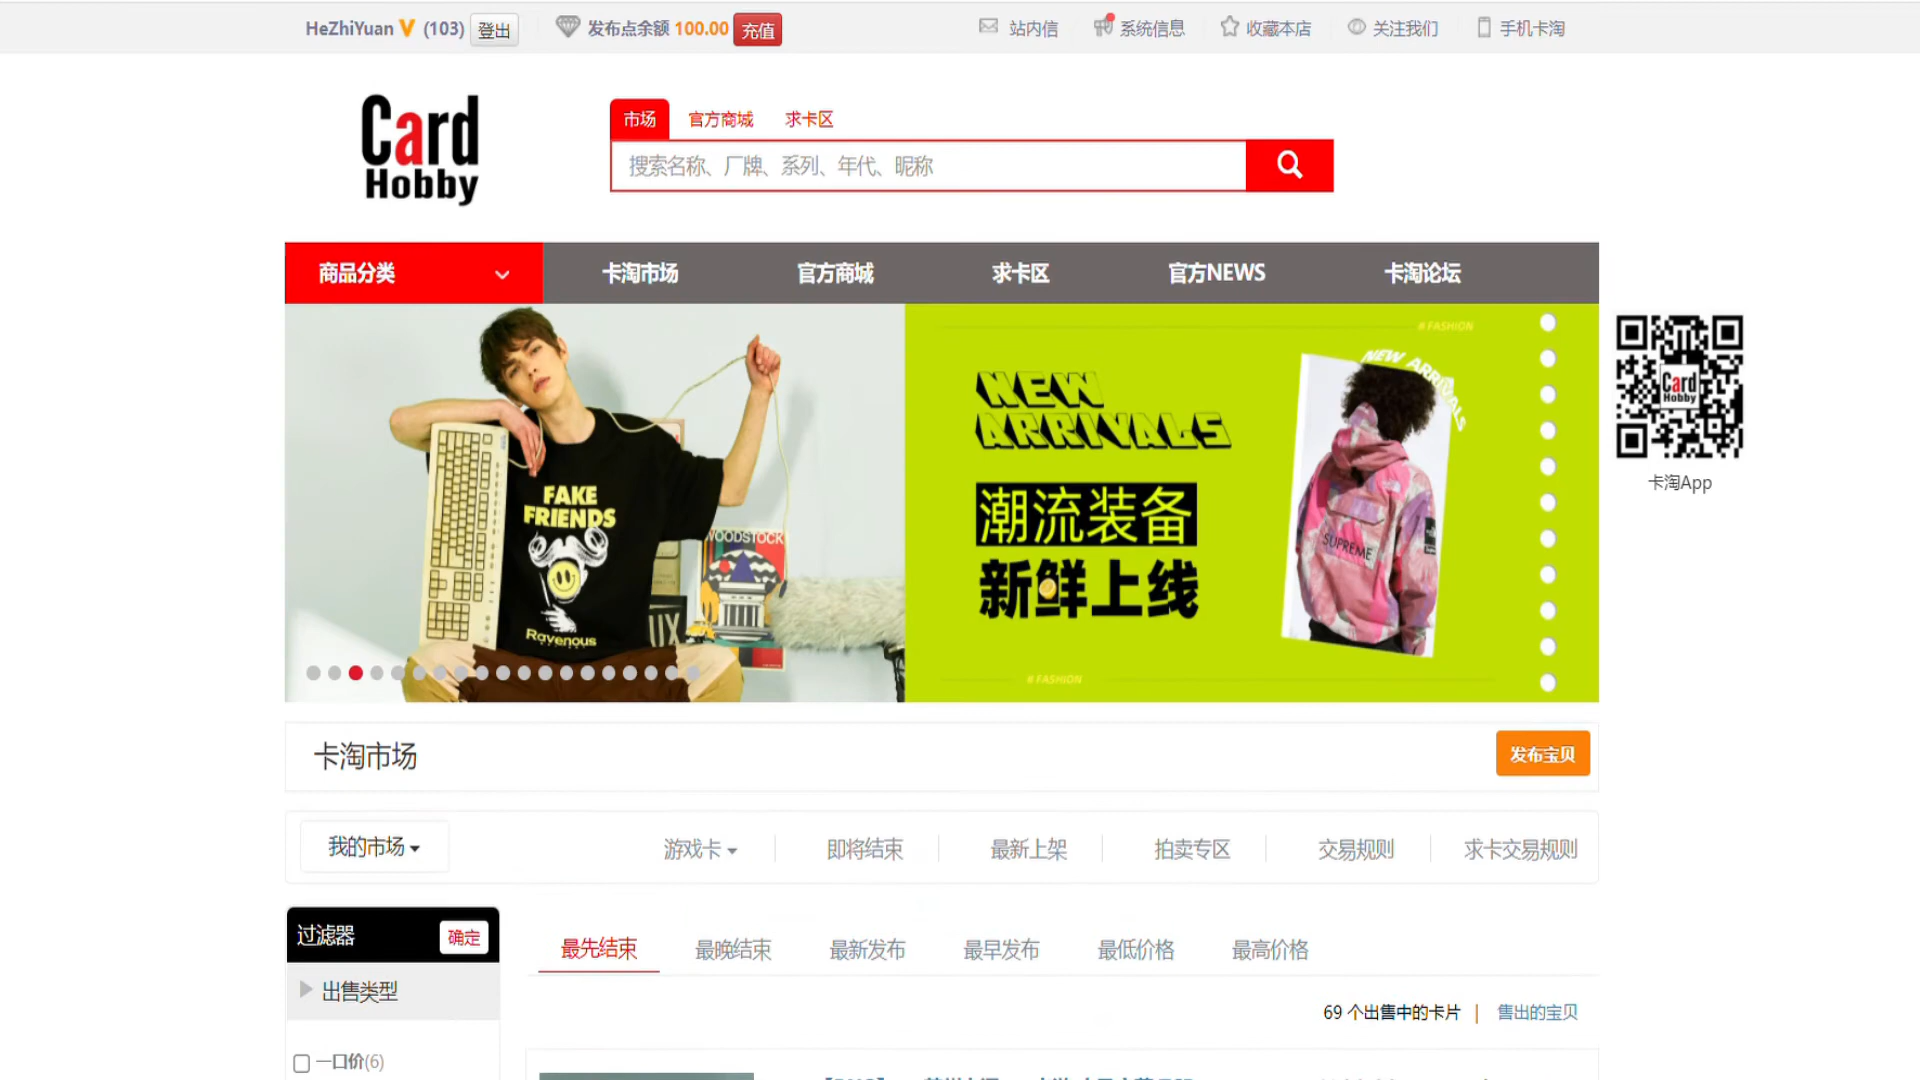 HeZhiYuan V (103) 登出 发布点余额 100.00 充值 站内信 系统信息 收藏本店 关注我们 手机卡淘
Card
Hobby
市场 官方商城 求卡区
搜索名称、厂牌、系列、年代、昵称
商品分类 卡淘市场 官方商城 求卡区 官方NEWS 卡淘论坛
# FASHION
NEW ARRIVALS
NEW
ARRIVALS
潮流装备
新鲜上线
SUPREME
# FASHION
FAKE
FRIENDS
Ravenous
WOODSTOCK
UX
Card
Hobby
卡淘App
卡淘市场 发布宝贝
我的市场 游戏卡 即将结束 最新上架 拍卖专区 交易规则 求卡交易规则
过滤器 确定
最先结束 最晚结束 最新发布 最早发布 最低价格 最高价格
出售类型
69 个出售中的卡片 | 售出的宝贝
一口价(6)